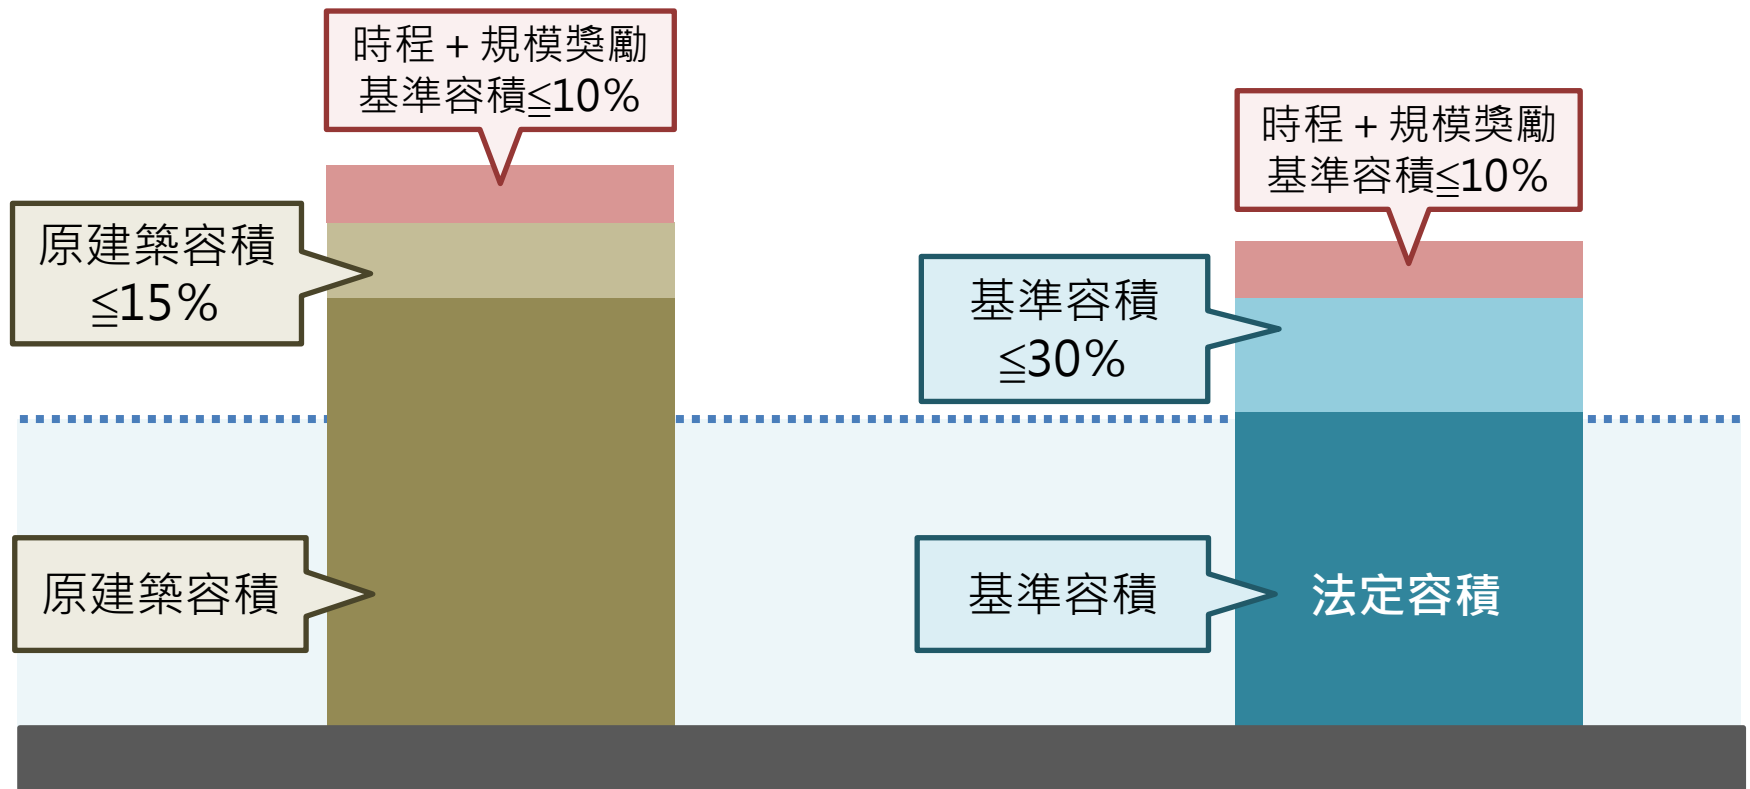 時程 + 規模獎勵
基準容積≦10%
原建築容積
≦15%
原建築容積
時程 + 規模獎勵
基準容積≦10%
基準容積
≦30%
基準容積
法定容積